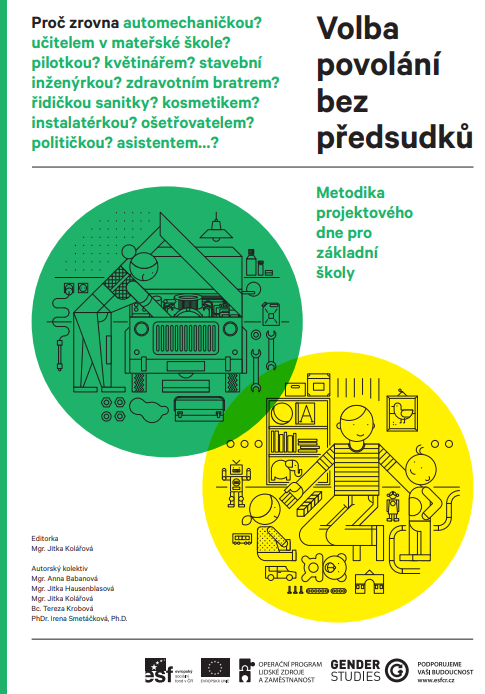 Proč zrovna automechaničkou?
učitelem v mateřské škole?
pilotkou? květinářem? stavební
inženýrkou? zdravotním bratrem?
řidičkou sanitky? kosmetikem?
instalatérkou? ošetřovatelem?
političkou? asistentem...?
Volba
povolání
bez
předsudků
Metodika
projektového
dne pro
základní
školy
A
Editorka
Mgr. Jitka Kolářová
Autorský kolektiv
Mgr. Anna Babanová
Mgr. Jitka Hausenblasová
Mgr. Jitka Kolářová
Bc. Tereza Krobová
PhDr. Irena Smetáčková, Ph.D.
esf evropský
sociální
fond v ČR
EVROPSKÁ UNIE
OPERAČNÍ PROGRAM
LIDSKÉ ZDROJE
A ZAMĚSTNANOST
GENDER
STUDIES
G
PODPORUJEME
VAŠI BUDOUCNOST
www.esfcr.cz